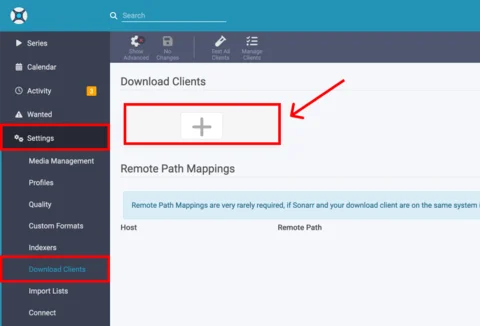 Search
Series
Calendar
Activity
Wanted
Settings
Media Management
Profiles
Quality
Custom Formats
Indexers
Download Clients
Import Lists
Connect
Show
Advanced
No
Changes
Test All
Clients
Manage
Clients
Download Clients
Remote Path Mappings
Remote Path Mappings are very rarely required, if Sonarr and your download client are on the same system
Host
Remote Path